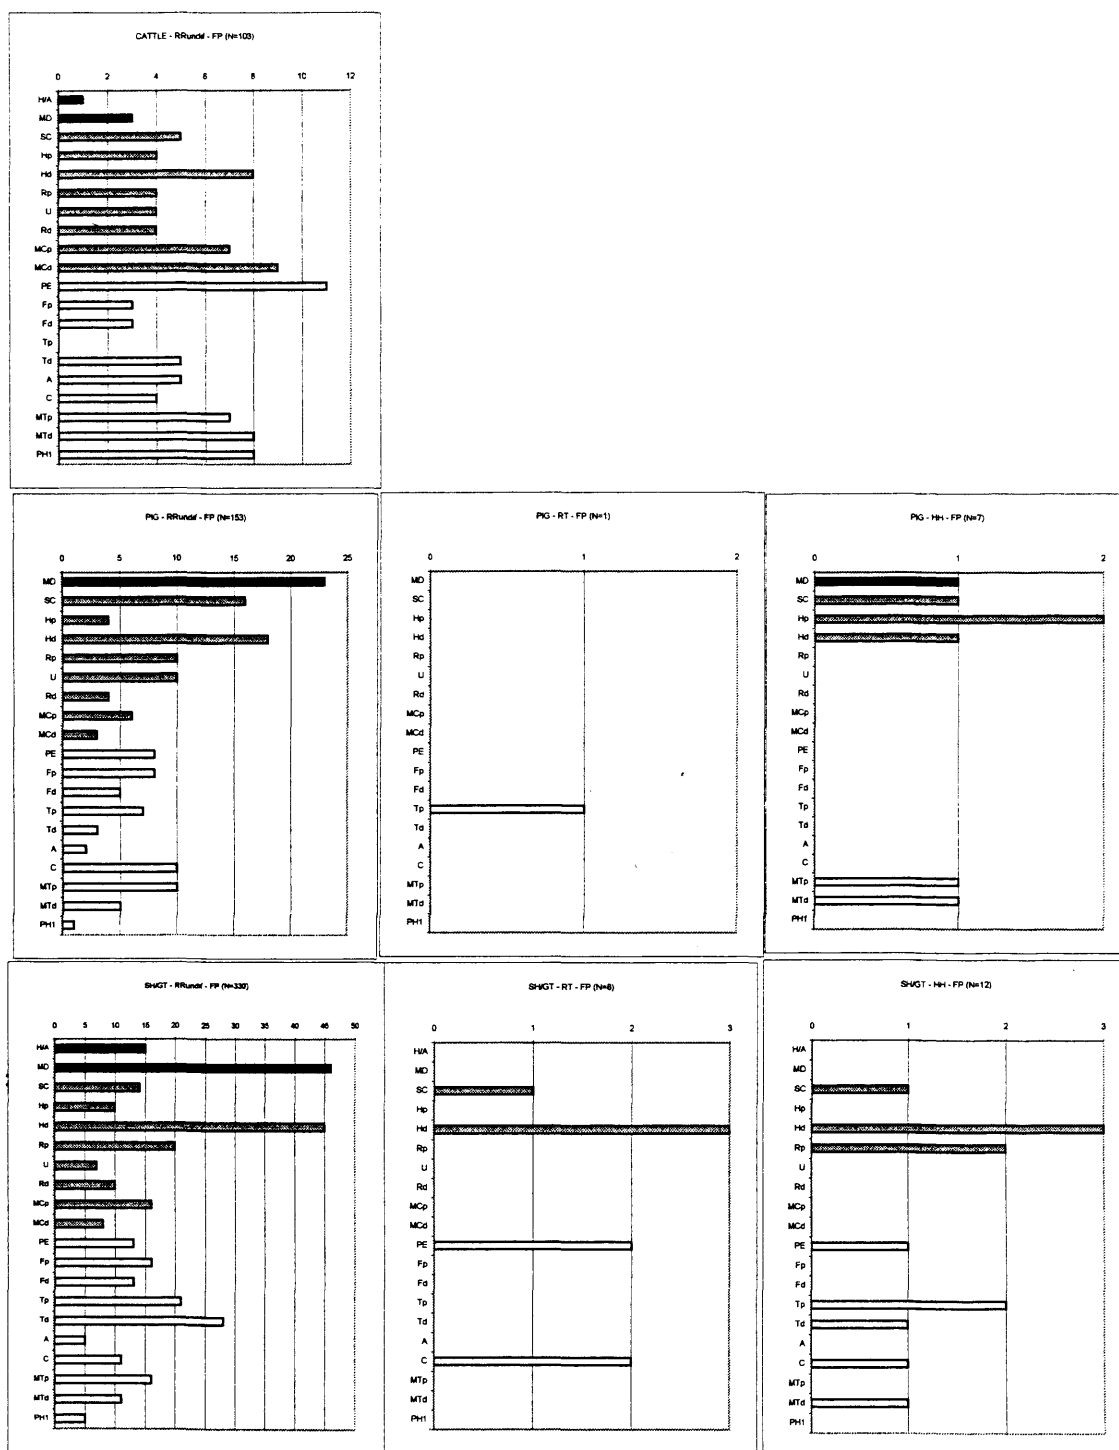 CATTLE - RRundif - FP (N=103)
0 2 4 6 8 10 12
H/A
MD
SC
Hp
Hd
Rp
U
Rd
MCp
MCd
PE
Fp
Fd
Tp
Td
A
C
MTp
MTd
PH1
PIG - RRundif - FP (N=153)
0 5 10 15 20 25
MD
SC
Hp
Hd
Rp
U
Rd
MCp
MCd
PE
Fp
Fd
Tp
Td
A
C
MTp
MTd
PH1
PIG - RT - FP (N=1)
0 1 2
MD
SC
Hp
Hd
Rp
U
Rd
MCp
MCd
PE
Fp
Fd
Tp
Td
A
C
MTp
MTd
PH1
PIG - HH - FP (N=7)
0 1 2
MD
SC
Hp
Hd
Rp
U
Rd
MCp
MCd
PE
Fp
Fd
Tp
Td
A
C
MTp
MTd
PH1
SH/GT - RRundif - FP (N=330)
0 5 10 15 20 25 30 35 40 45 50
H/A
MD
SC
Hp
Hd
Rp
U
Rd
MCp
MCd
PE
Fp
Fd
Tp
Td
A
C
MTp
MTd
PH1
SH/GT - RT - FP (N=8)
0 1 2 3
H/A
MD
SC
Hp
Hd
Rp
U
Rd
MCp
MCd
PE
Fp
Fd
Tp
Td
A
C
MTp
MTd
PH1
SH/GT - HH - FP (N=12)
0 1 2 3
H/A
MD
SC
Hp
Hd
Rp
U
Rd
MCp
MCd
PE
Fp
Fd
Tp
Td
A
C
MTp
MTd
PH1